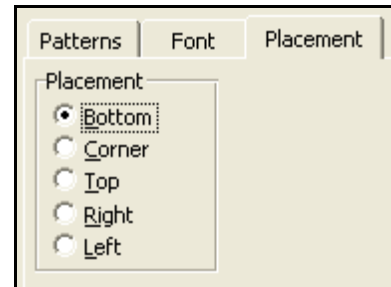 Patterns Font Placement
Placement
Bottom
Corner
Top
Right
Left